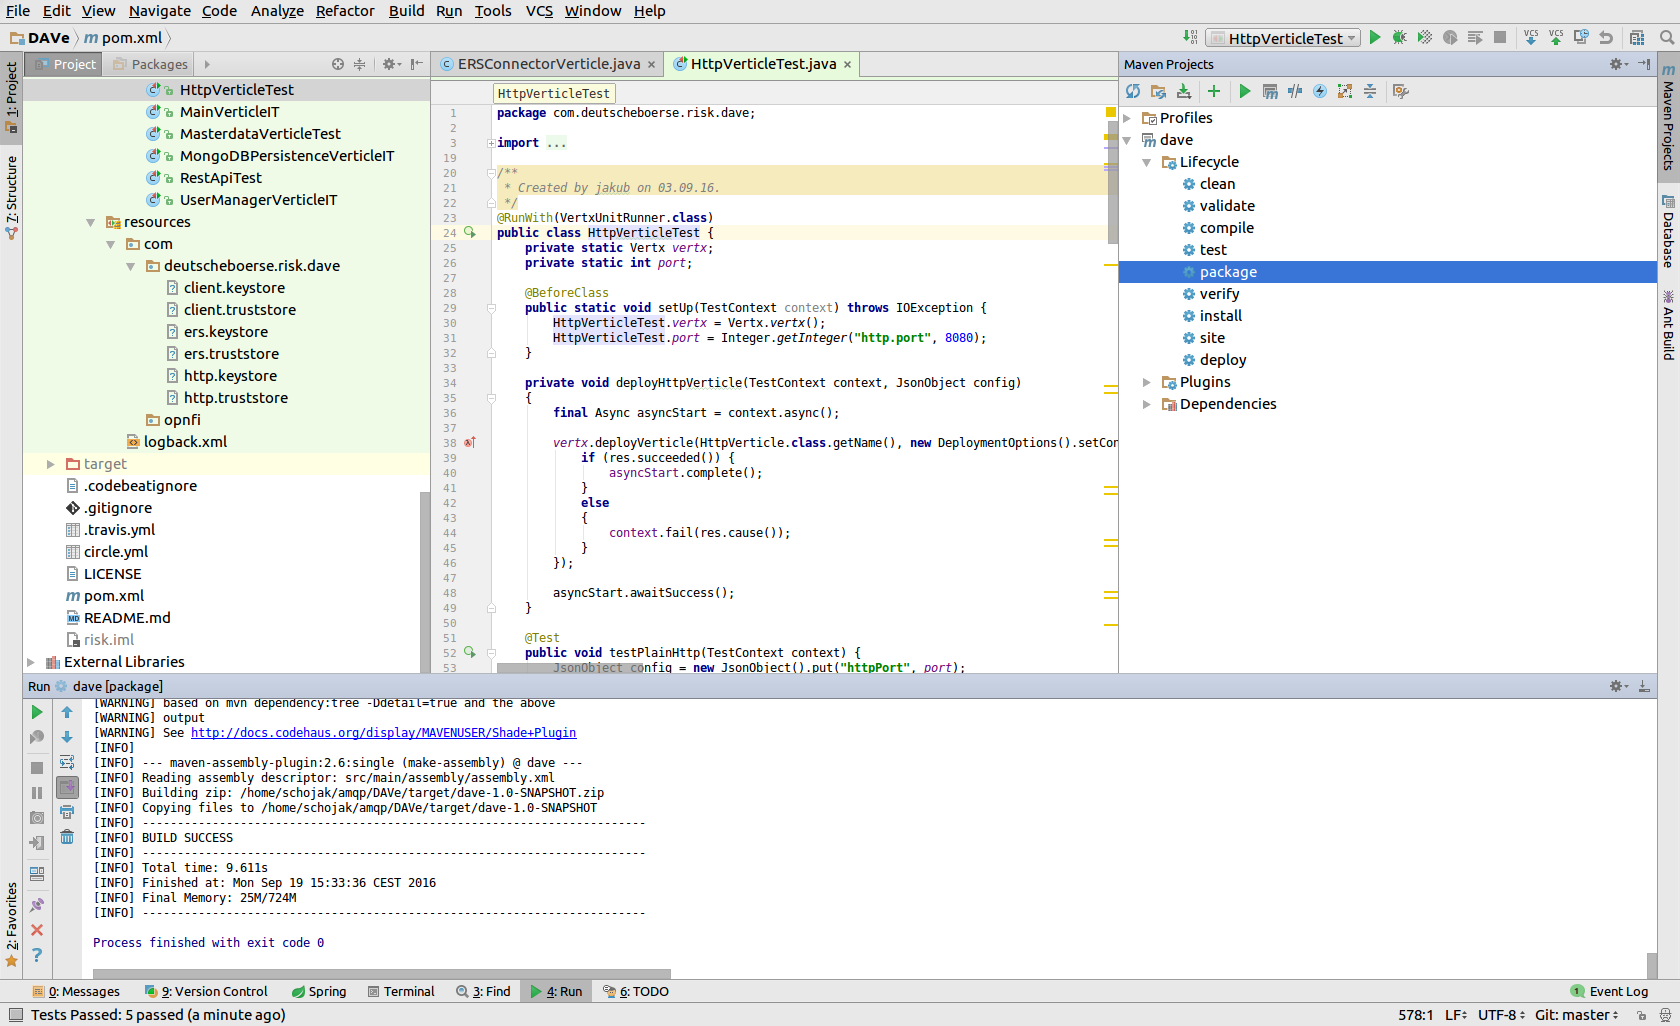 File Edit View Navigate Code Analyze Refactor Build Run Tools VCS Window Help
DAVe pom.xml HttpVerticleTest VCS VCS
1: Project
7: Structure
2: Favorites
Project Packages
HttpVerticleTest
MainVerticleIT
MasterdataVerticleTest
MongoDBPersistenceVerticleIT
RestApiTest
UserManagerVerticleIT
resources
com
deutscheboerse.risk.dave
client.keystore
client.truststore
ers.keystore
ers.truststore
http.keystore
http.truststore
opnfi
logback.xml
target
.codebeatignore
.gitignore
.travis.yml
circle.yml
LICENSE
pom.xml
README.md
risk.iml
External Libraries
ERSConnectorVerticle.java HttpVerticleTest.java
HttpVerticleTest
1 package com.deutscheboerse.risk.dave;
2
3 import ...
19
20 /**
21 * Created by jakub on 03.09.16.
22 */
23 @RunWith(VertxUnitRunner.class)
24 public class HttpVerticleTest {
25 private static Vertx vertx;
26 private static int port;
27
28 @BeforeClass
29 public static void setUp(TestContext context) throws IOException {
30 HttpVerticleTest.vertx = Vertx.vertx();
31 HttpVerticleTest.port = Integer.getInteger("http.port", 8080);
32 }
33
34 private void deployHttpVerticle(TestContext context, JsonObject config)
35 {
36 final Async asyncStart = context.async();
37
38 vertx.deployVerticle(HttpVerticle.class.getName(), new DeploymentOptions().setCon
39 if (res.succeeded()) {
40 asyncStart.complete();
41 }
42 else
43 {
44 context.fail(res.cause());
45 }
46 });
47
48 asyncStart.awaitSuccess();
49 }
50
51 @Test
52 public void testPlainHttp(TestContext context) {
53 JsonObject config = new JsonObject().put("httpPort", port);
Maven Projects
Profiles
dave
Lifecycle
clean
validate
compile
test
package
verify
install
site
deploy
Plugins
Dependencies
Maven Projects
Database
Ant Build
Run dave [package]
[WARNING] based on mvn dependency:tree -Ddetail=true and the above
[WARNING] output
[WARNING] See http://docs.codehaus.org/display/MAVENUSER/Shade+Plugin
[INFO]
[INFO] --- maven-assembly-plugin:2.6:single (make-assembly) @ dave ---
[INFO] Reading assembly descriptor: src/main/assembly/assembly.xml
[INFO] Building zip: /home/schojak/amqp/DAVe/target/dave-1.0-SNAPSHOT.zip
[INFO] Copying files to /home/schojak/amqp/DAVe/target/dave-1.0-SNAPSHOT
[INFO] ------------------------------------------------------------------------
[INFO] BUILD SUCCESS
[INFO] ------------------------------------------------------------------------
[INFO] Total time: 9.611s
[INFO] Finished at: Mon Sep 19 15:33:36 CEST 2016
[INFO] Final Memory: 25M/724M
[INFO] ------------------------------------------------------------------------
Process finished with exit code 0
0: Messages 9: Version Control Spring Terminal 3: Find 4: Run 6: TODO 1 Event Log
Tests Passed: 5 passed (a minute ago) 578:1 LF UTF-8 Git: master